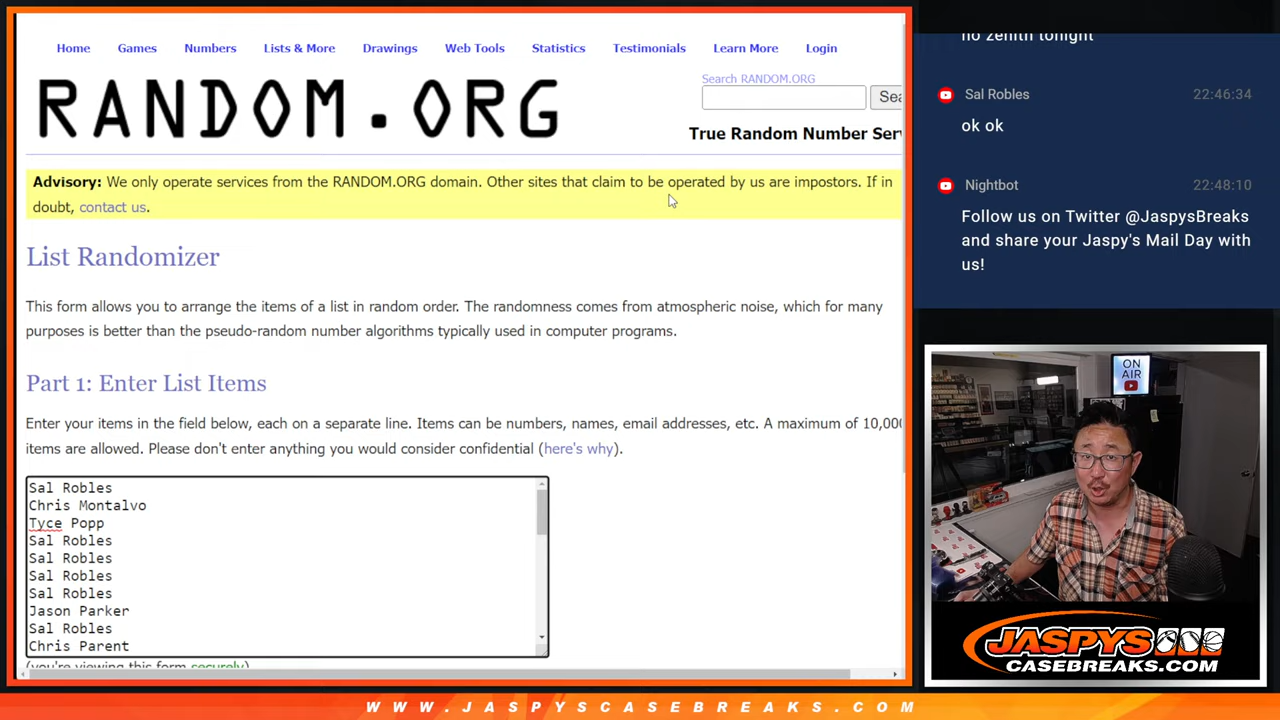 Home Games Numbers Lists & More Drawings Web Tools Statistics Testimonials Learn More Login
RANDOM.ORG
Search RANDOM.ORG
True Random Number Ser
Advisory: We only operate services from the RANDOM.ORG domain. Other sites that claim to be operated by us are impostors. If in
doubt, contact us.
List Randomizer
This form allows you to arrange the items of a list in random order. The randomness comes from atmospheric noise, which for many
purposes is better than the pseudo-random number algorithms typically used in computer programs.
Part 1: Enter List Items
Enter your items in the field below, each on a separate line. Items can be numbers, names, email addresses, etc. A maximum of 10,000
items are allowed. Please don't enter anything you would consider confidential (here's why).
Sal Robles
Chris Montalvo
Tyce Popp
Sal Robles
Sal Robles
Sal Robles
Sal Robles
Jason Parker
Sal Robles
Chris Parent
(you're viewing this form securely)
no zenith tonight
Sal Robles 22:46:34
ok ok
Nightbot 22:48:10
Follow us on Twitter @JaspysBreaks
and share your Jaspy's Mail Day with
us!
ON
AIR
JASPYS
CASEBREAKS.COM
WWW.JASPYSCASEBREAKS.COM